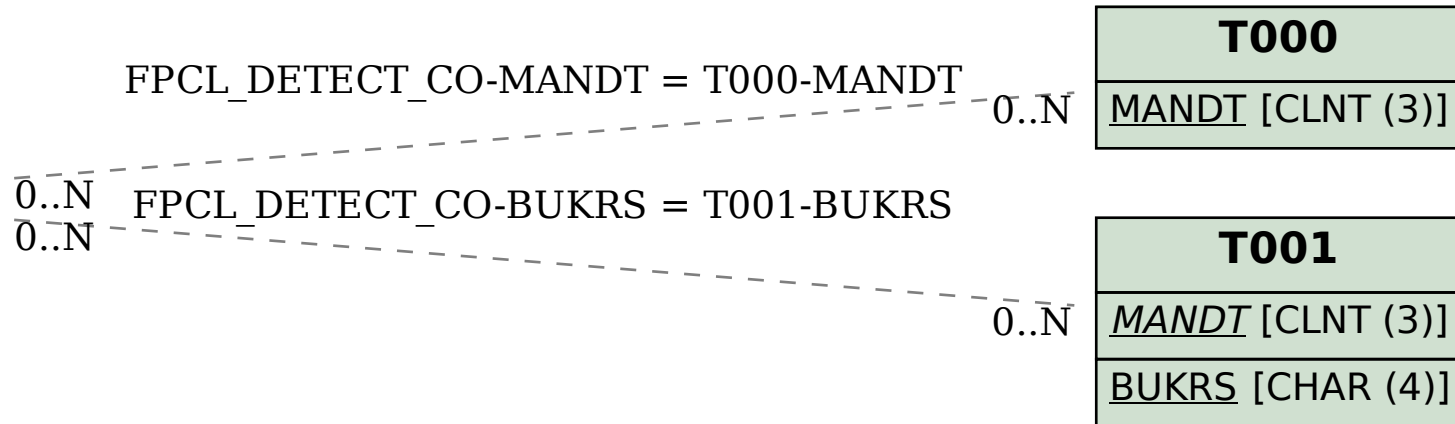 T000
FPCL_DETECT_CO-MANDT = T000-MANDT
0..N
MANDT [CLNT (3)]
0..N
FPCL_DETECT_CO-BUKRS = T001-BUKRS
0..N
T001
0..N
MANDT [CLNT (3)]
BUKRS [CHAR (4)]